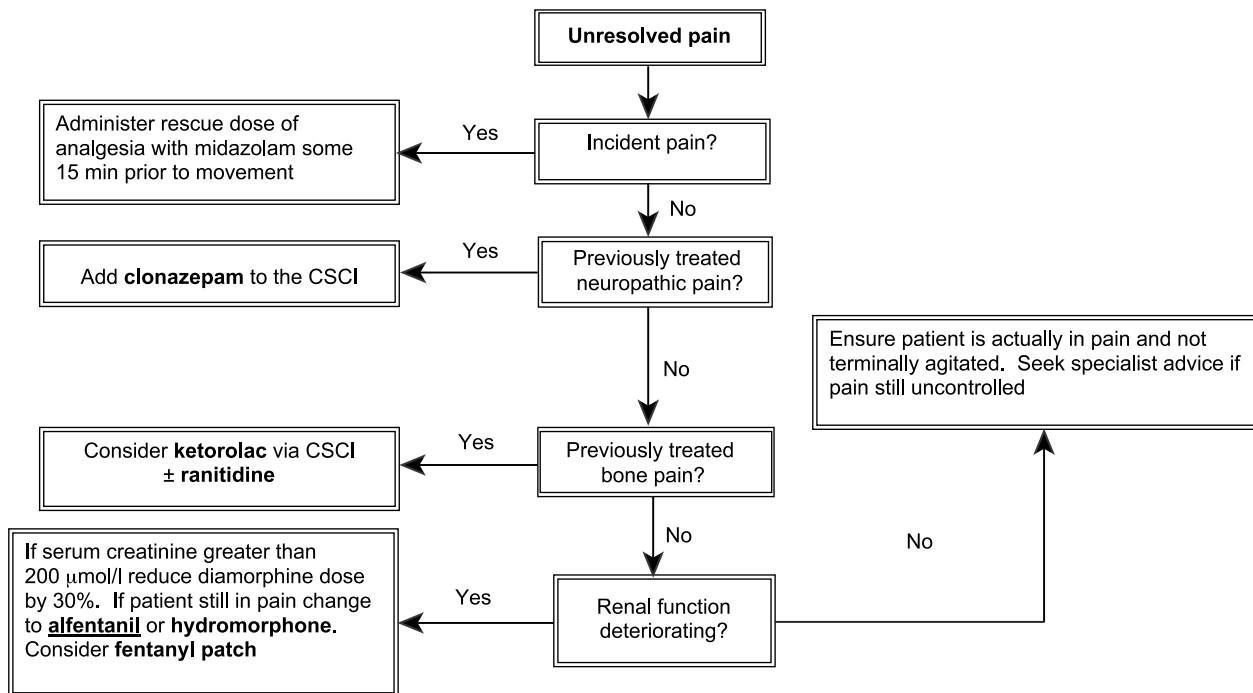 Unresolved pain
Administer rescue dose of
analgesia with midazolam some
15 min prior to movement
Yes
Incident pain?
No
Add clonazepam to the CSCI
Yes
Previously treated
neuropathic pain?
No
Ensure patient is actually in pain and not
terminally agitated.  Seek specialist advice if
pain still uncontrolled
Consider ketorolac via CSCI
± ranitidine
Yes
Previously treated
bone pain?
No
If serum creatinine greater than
200 μmol/l reduce diamorphine dose
by 30%.  If patient still in pain change
to alfentanil or hydromorphone.
Consider fentanyl patch
Yes
Renal function
deteriorating?
No